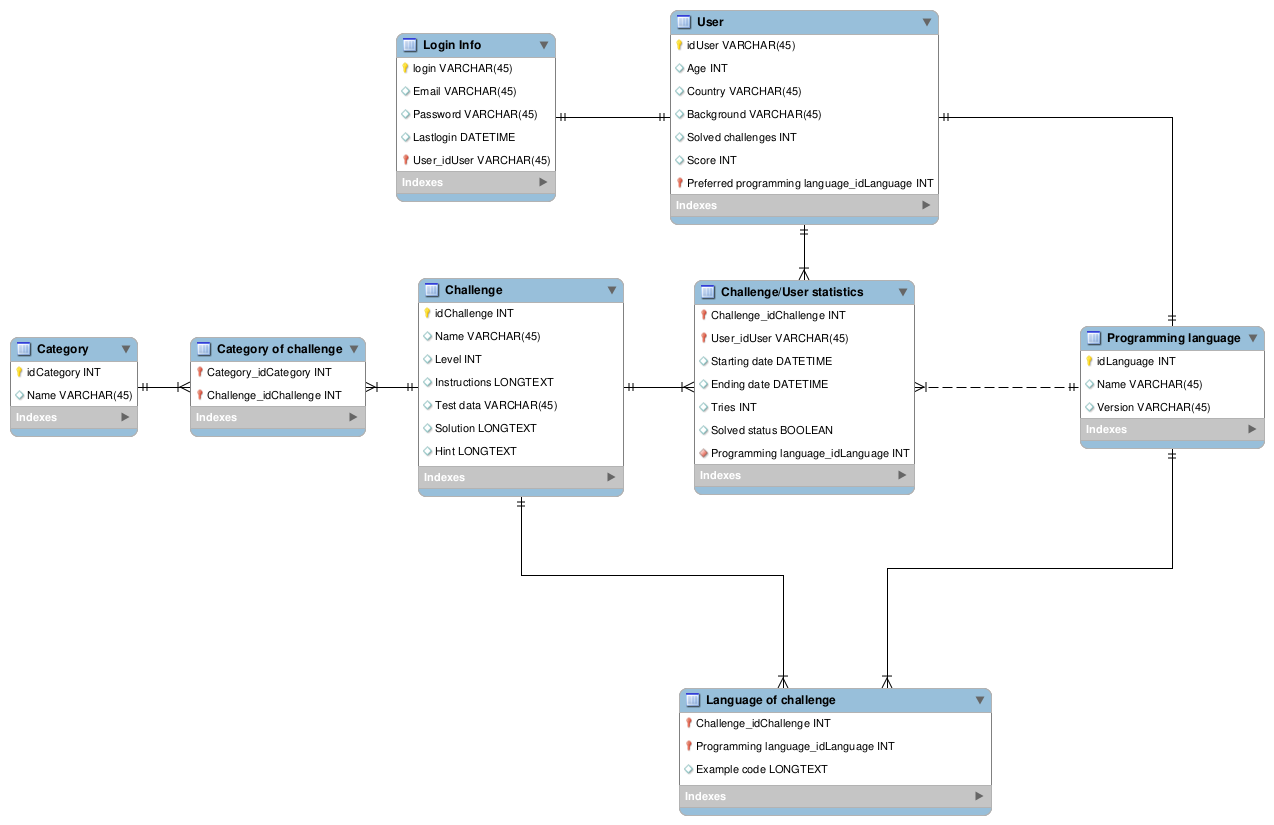 Login Info
login VARCHAR(45)
Email VARCHAR(45)
Password VARCHAR(45)
Lastlogin DATETIME
User_idUser VARCHAR(45)
Indexes
User
idUser VARCHAR(45)
Age INT
Country VARCHAR(45)
Background VARCHAR(45)
Solved challenges INT
Score INT
Preferred programming language_idLanguage INT
Indexes
Category
idCategory INT
Name VARCHAR(45)
Indexes
Category of challenge
Category_idCategory INT
Challenge_idChallenge INT
Indexes
Challenge
idChallenge INT
Name VARCHAR(45)
Level INT
Instructions LONGTEXT
Test data VARCHAR(45)
Solution LONGTEXT
Hint LONGTEXT
Indexes
Challenge/User statistics
Challenge_idChallenge INT
User_idUser VARCHAR(45)
Starting date DATETIME
Ending date DATETIME
Tries INT
Solved status BOOLEAN
Programming language_idLanguage INT
Indexes
Programming language
idLanguage INT
Name VARCHAR(45)
Version VARCHAR(45)
Indexes
Language of challenge
Challenge_idChallenge INT
Programming language_idLanguage INT
Example code LONGTEXT
Indexes